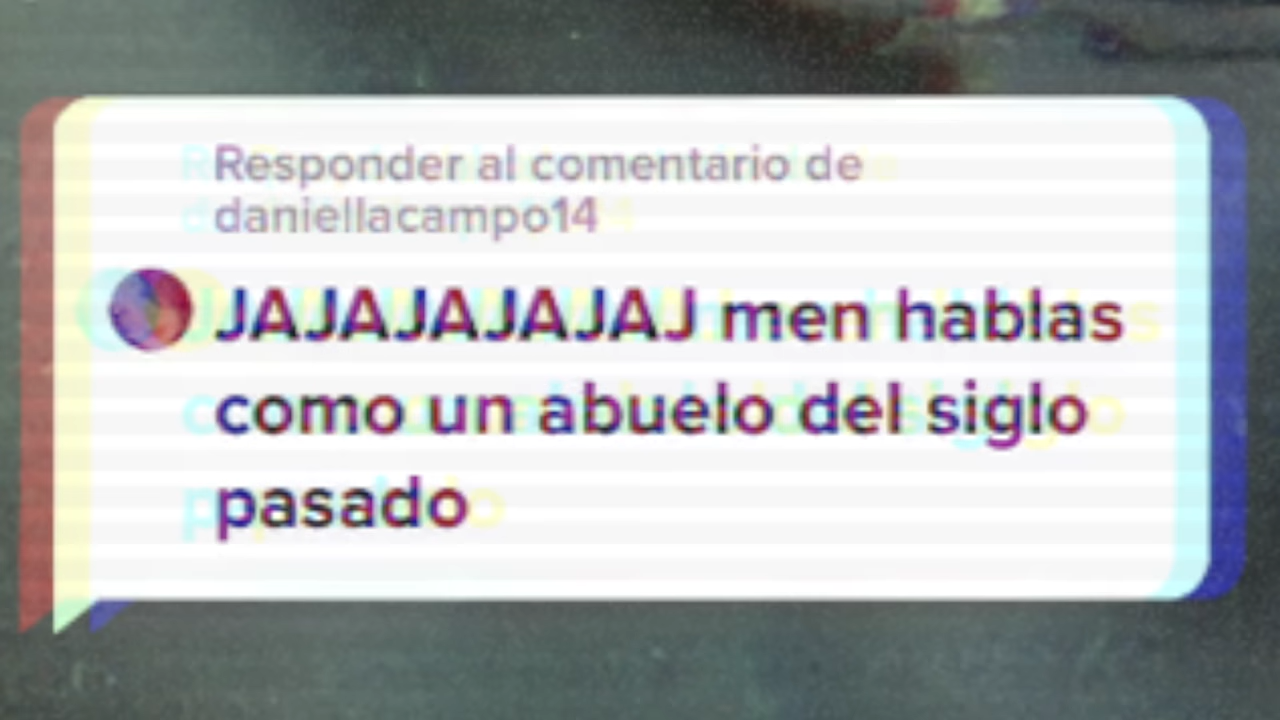 Responder al comentario de
daniellacampo14
JAJAJAJAJAJ men hablas
como un abuelo del siglo
pasado